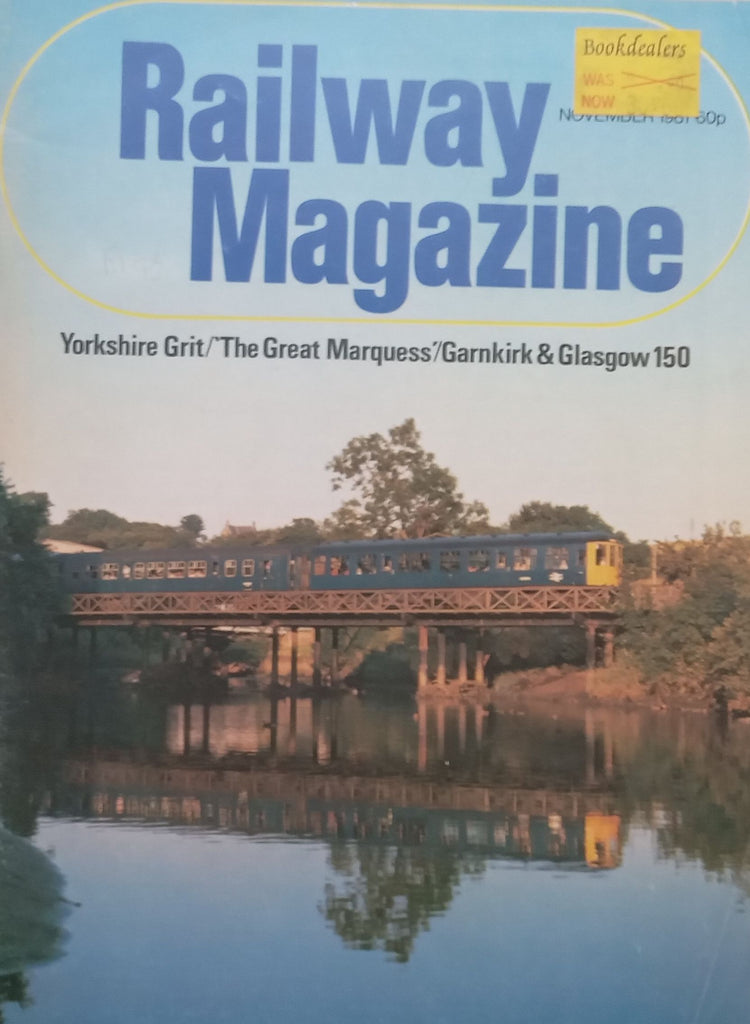 Railway
Magazine
Bookdealers
WAS
NOW
NOVEMBER 1981 60p
Yorkshire Grit/'The Great Marquess'/Garnkirk & Glasgow 150